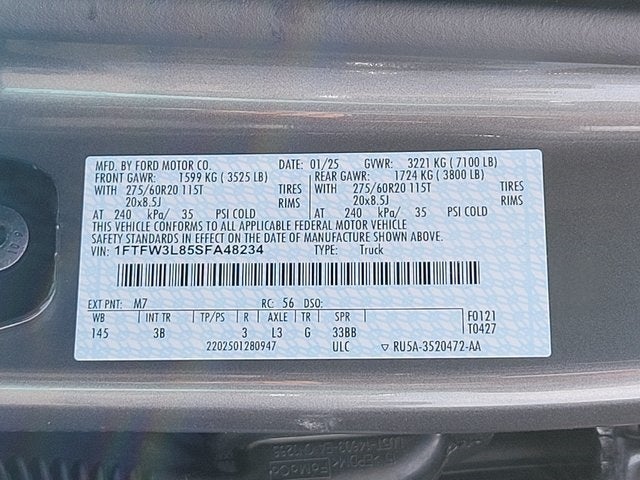 MFD. BY FORD MOTOR CO. DATE: 01/25 GVWR: 3221 KG ( 7100 LB)
FRONT GAWR: 1599 KG ( 3525 LB) REAR GAWR: 1724 KG ( 3800 LB)
WITH 275/60R20 115T TIRES WITH 275/60R20 115T TIRES
20x8.5J RIMS 20x8.5J RIMS
AT 240 kPa/ 35 PSI COLD AT 240 kPa/ 35 PSI COLD
THIS VEHICLE CONFORMS TO ALL APPLICABLE FEDERAL MOTOR VEHICLE
SAFETY STANDARDS IN EFFECT ON THE DATE OF MANUFACTURE SHOWN ABOVE.
VIN: 1FTFW3L85SFA48234 TYPE: Truck
EXT PNT: M7 RC: 56 DSO:
WB INT TR TP/PS R AXLE TR SPR F0121
145 3B 3 L3 G 33BB T0427
2202501280947 ULC ▽ RU5A-3520472-AA
FoMoCo